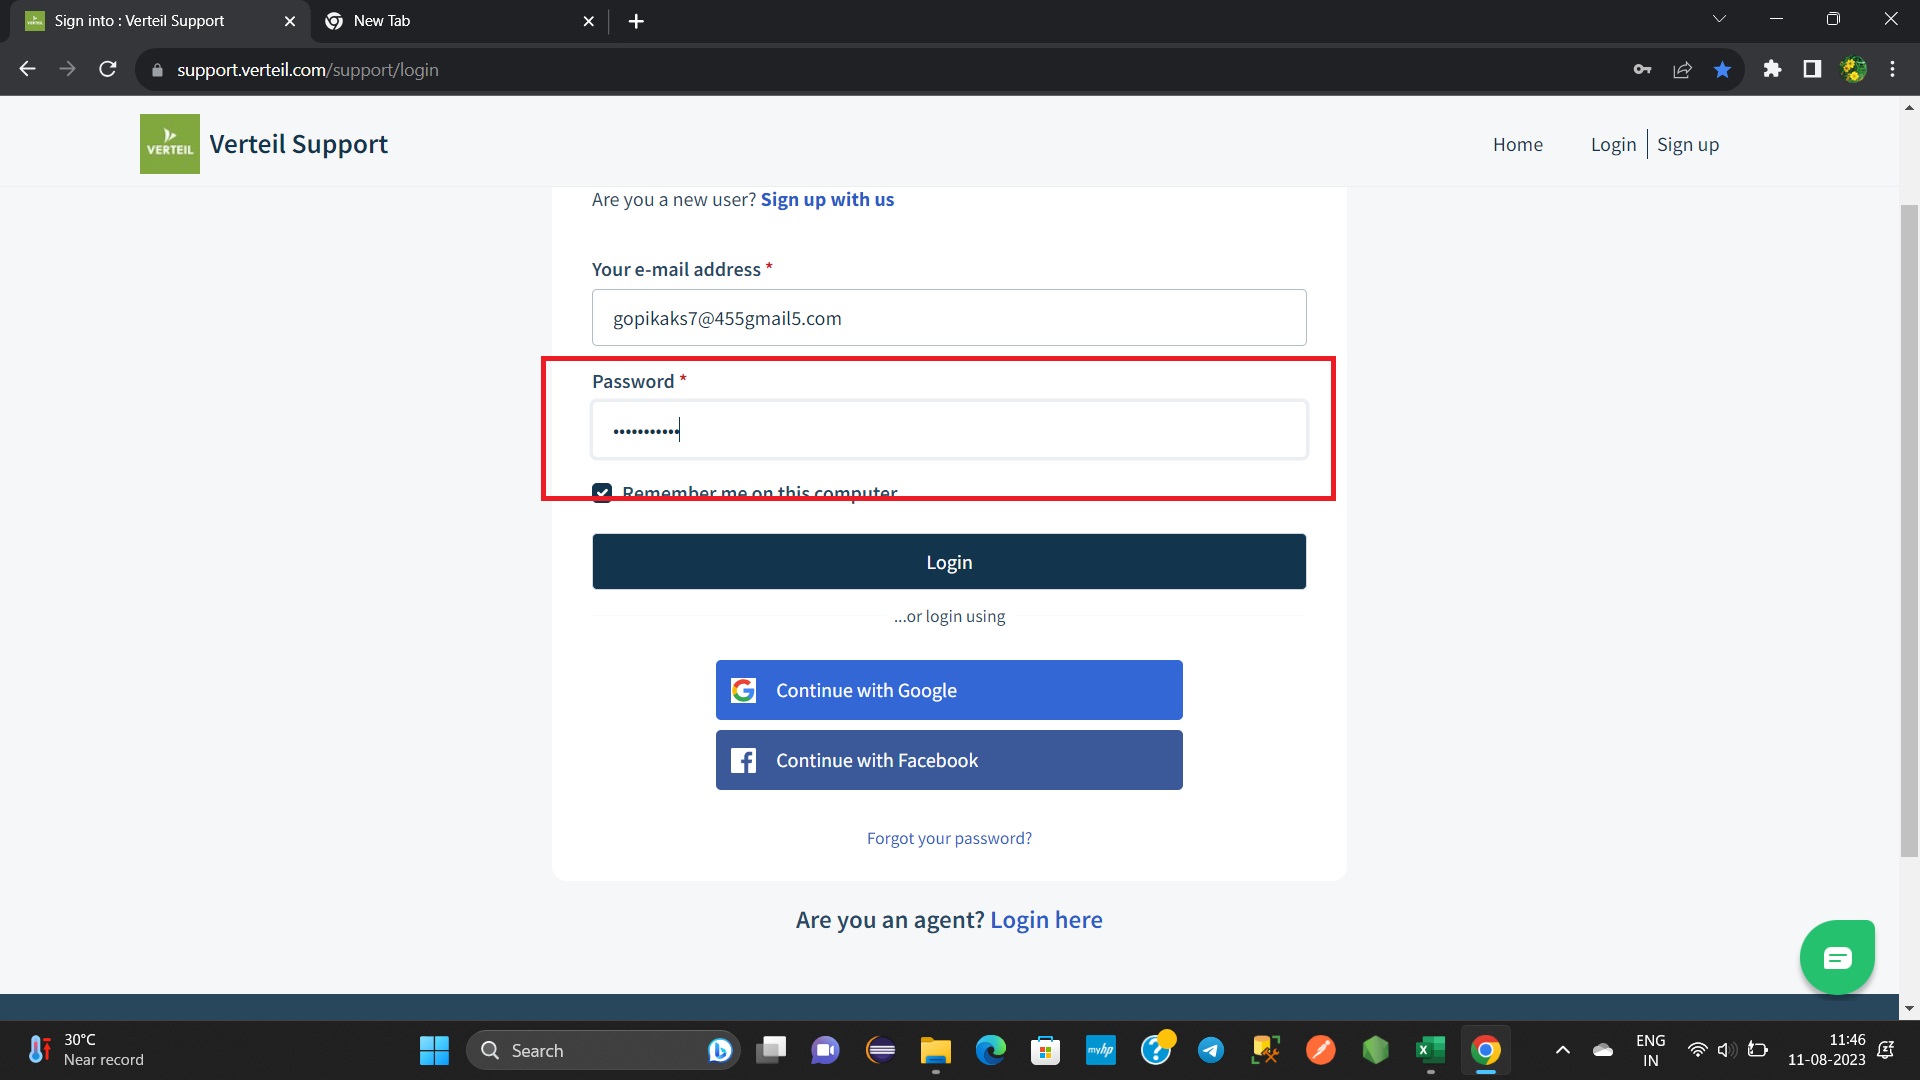 Sign into : Verteil Support
New Tab
support.verteil.com/support/login
VERTEIL
Verteil Support
Home
Login
Sign up
Are you a new user? Sign up with us
Your e-mail address *
gopikaks7@455gmail5.com
Password *
•••••••••••
Remember me on this computer
Login
...or login using
Continue with Google
Continue with Facebook
Forgot your password?
Are you an agent? Login here
30°C
Near record
Search
myhp
ENG
IN
11:46
11-08-2023